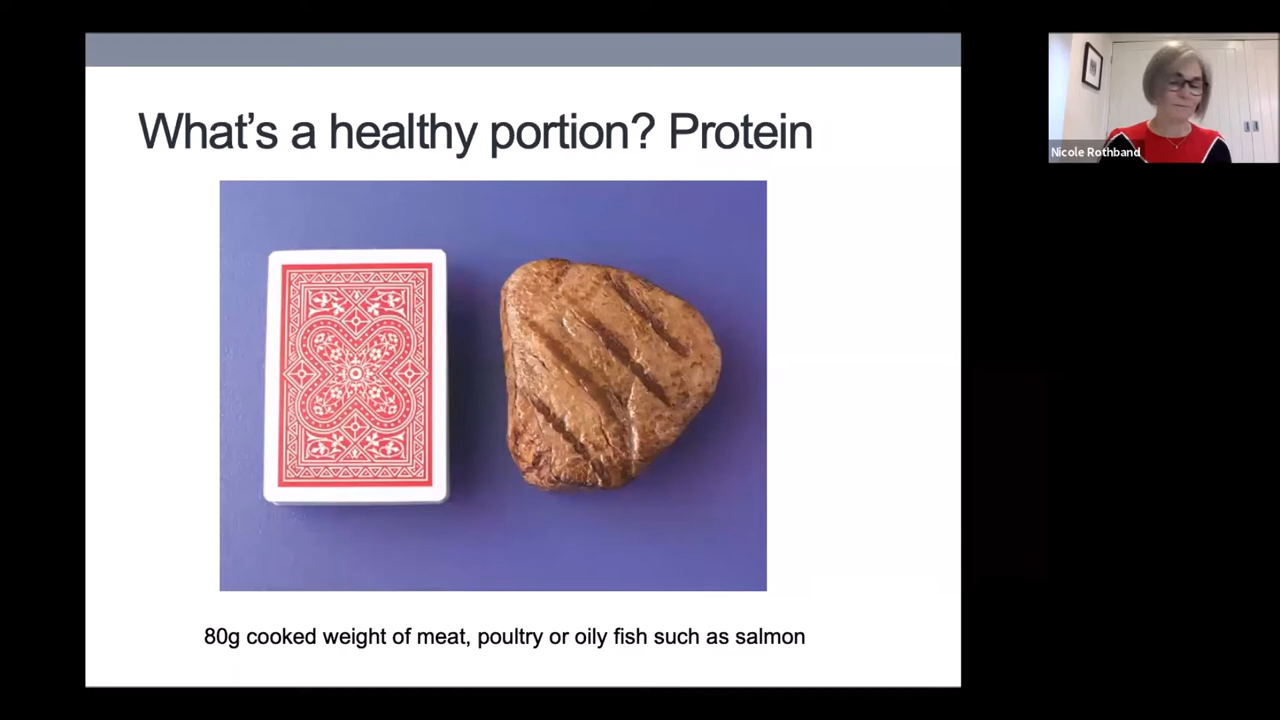 What's a healthy portion? Protein
Nicole Rothband
80g cooked weight of meat, poultry or oily fish such as salmon